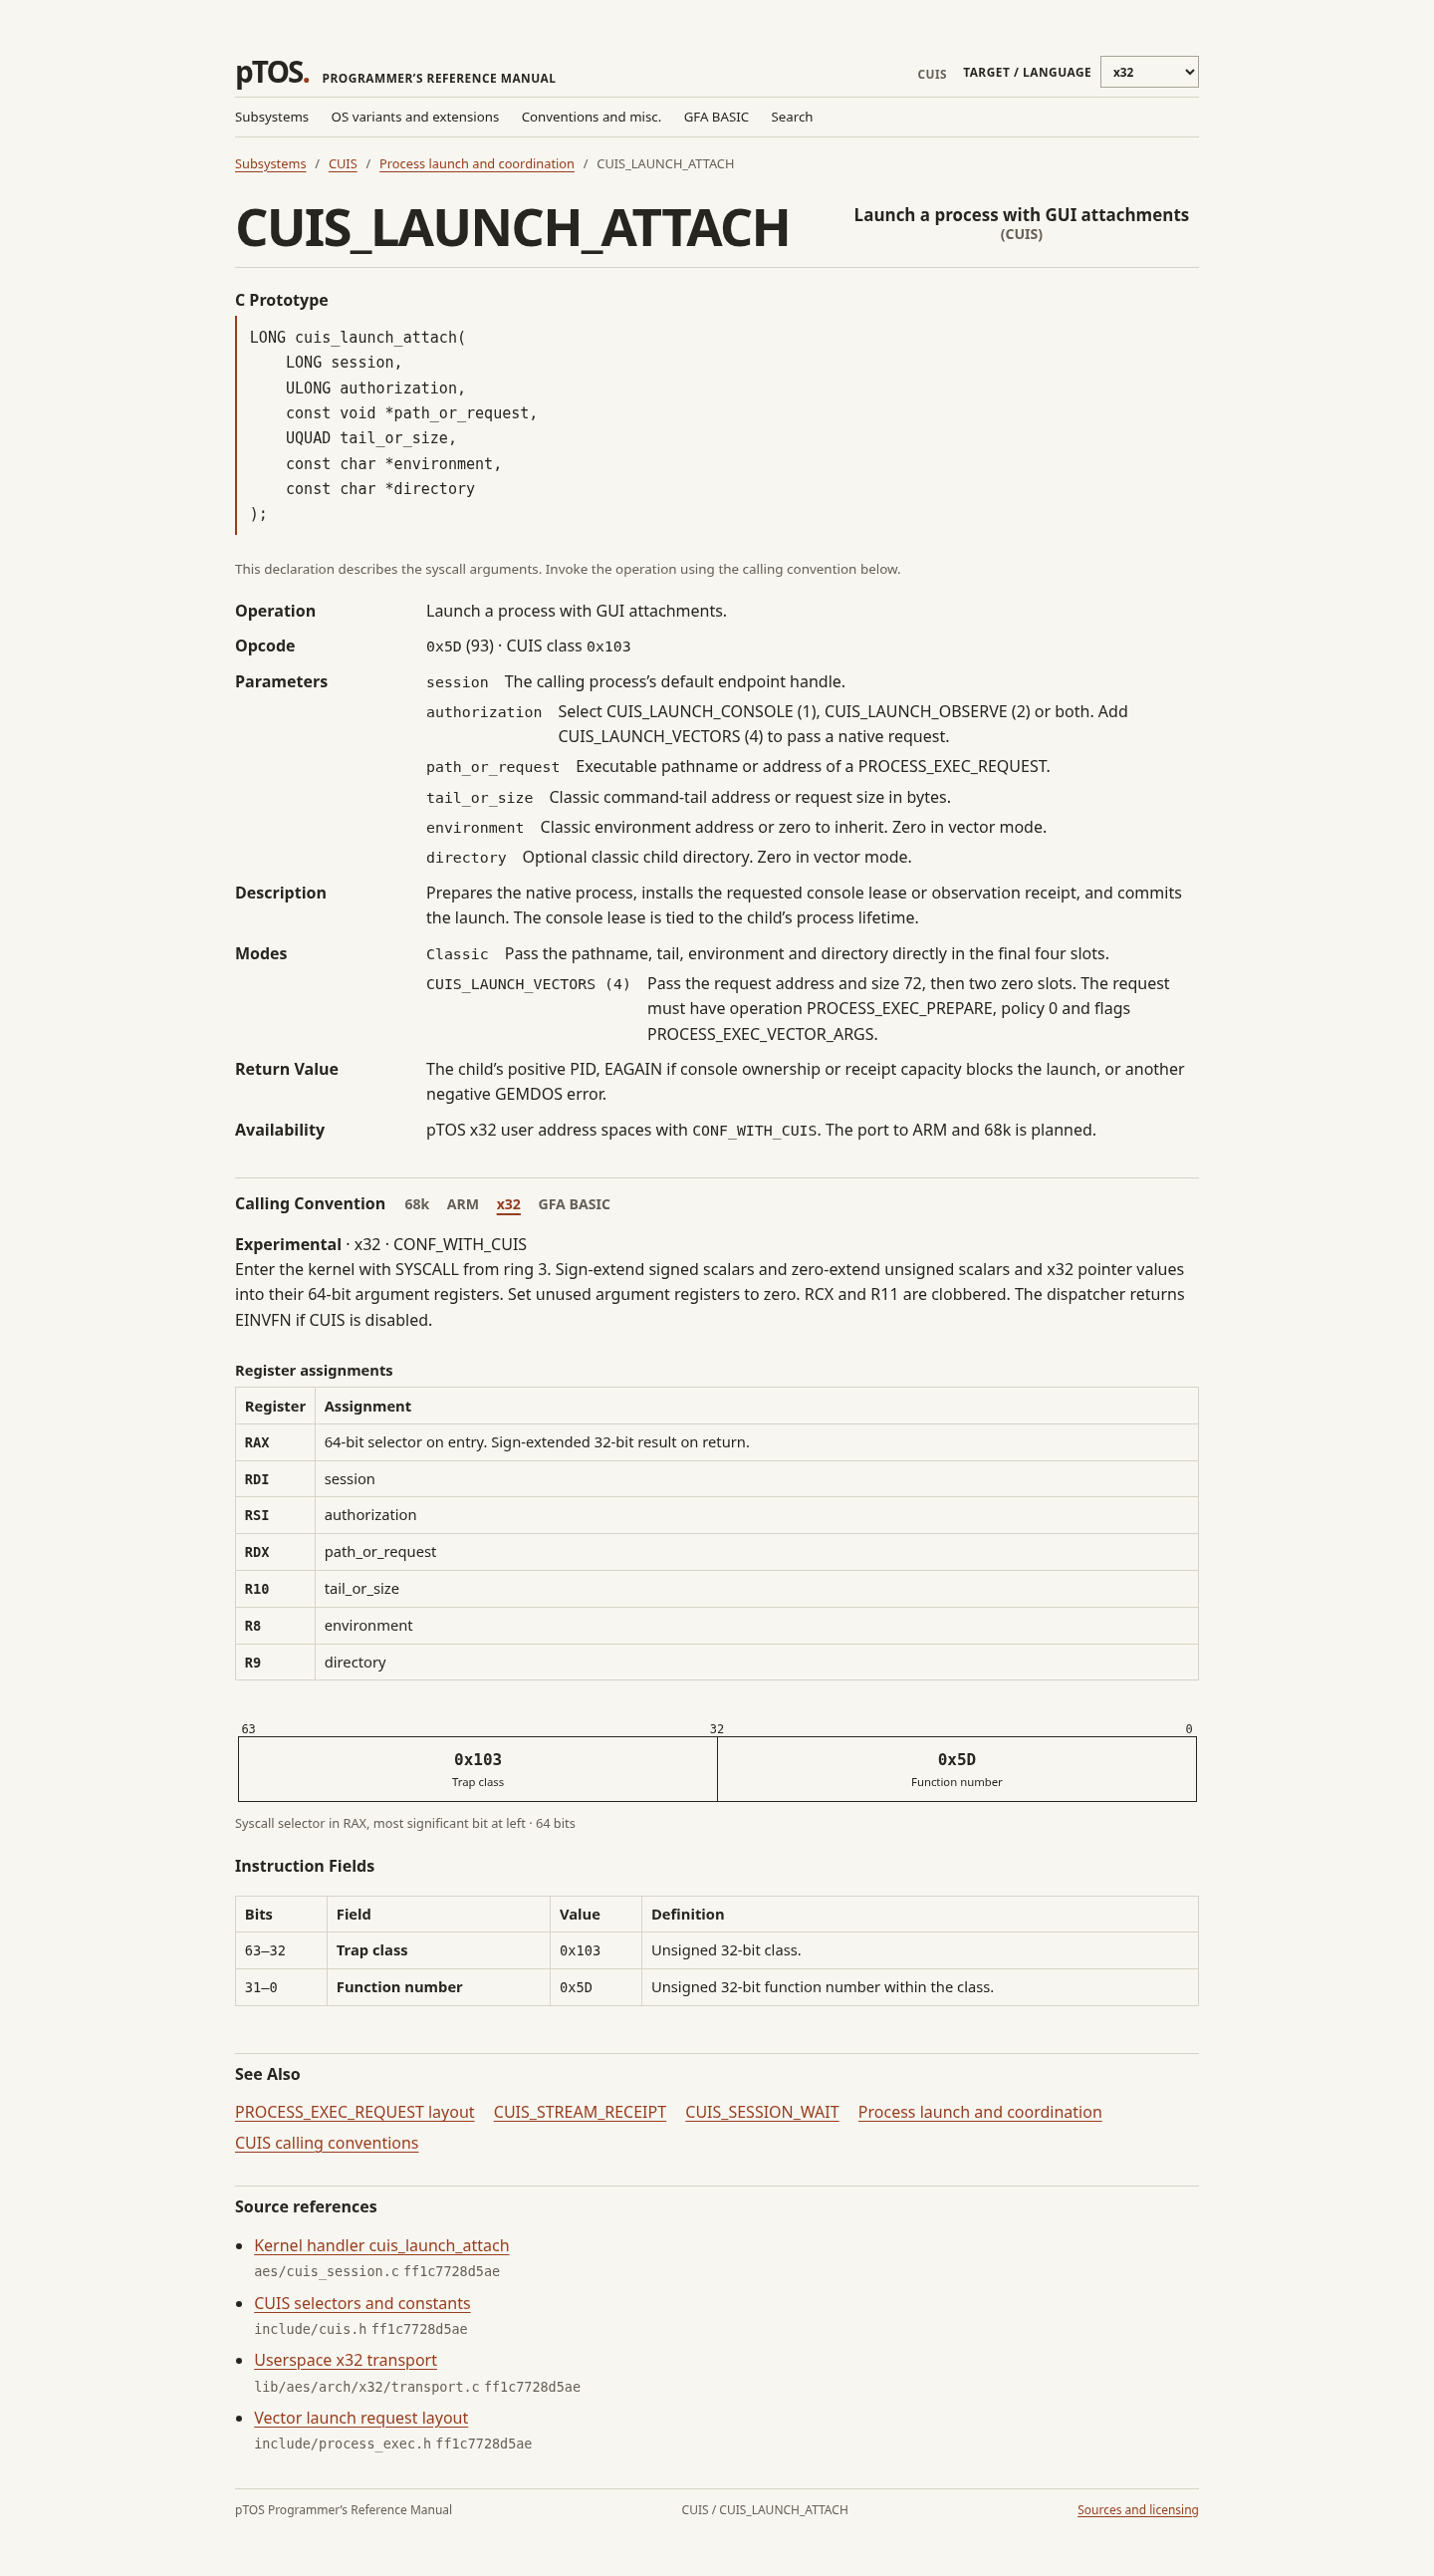 pTOS. PROGRAMMER’S REFERENCE MANUAL CUIS TARGET / LANGUAGE x32
Subsystems OS variants and extensions Conventions and misc. GFA BASIC Search
Subsystems / CUIS / Process launch and coordination / CUIS_LAUNCH_ATTACH
CUIS_LAUNCH_ATTACH
Launch a process with GUI attachments
(CUIS)
C Prototype
LONG cuis_launch_attach(
    LONG session,
    ULONG authorization,
    const void *path_or_request,
    UQUAD tail_or_size,
    const char *environment,
    const char *directory
);
This declaration describes the syscall arguments. Invoke the operation using the calling convention below.
Operation Launch a process with GUI attachments.
Opcode 0x5D (93) · CUIS class 0x103
Parameters session The calling process’s default endpoint handle.
authorization Select CUIS_LAUNCH_CONSOLE (1), CUIS_LAUNCH_OBSERVE (2) or both. Add
CUIS_LAUNCH_VECTORS (4) to pass a native request.
path_or_request Executable pathname or address of a PROCESS_EXEC_REQUEST.
tail_or_size Classic command-tail address or request size in bytes.
environment Classic environment address or zero to inherit. Zero in vector mode.
directory Optional classic child directory. Zero in vector mode.
Description Prepares the native process, installs the requested console lease or observation receipt, and commits
the launch. The console lease is tied to the child’s process lifetime.
Modes Classic Pass the pathname, tail, environment and directory directly in the final four slots.
CUIS_LAUNCH_VECTORS (4) Pass the request address and size 72, then two zero slots. The request
must have operation PROCESS_EXEC_PREPARE, policy 0 and flags
PROCESS_EXEC_VECTOR_ARGS.
Return Value The child’s positive PID, EAGAIN if console ownership or receipt capacity blocks the launch, or another
negative GEMDOS error.
Availability pTOS x32 user address spaces with CONF_WITH_CUIS. The port to ARM and 68k is planned.
Calling Convention 68k ARM x32 GFA BASIC
Experimental · x32 · CONF_WITH_CUIS
Enter the kernel with SYSCALL from ring 3. Sign-extend signed scalars and zero-extend unsigned scalars and x32 pointer values
into their 64-bit argument registers. Set unused argument registers to zero. RCX and R11 are clobbered. The dispatcher returns
EINVFN if CUIS is disabled.
Register assignments
Register Assignment
RAX 64-bit selector on entry. Sign-extended 32-bit result on return.
RDI session
RSI authorization
RDX path_or_request
R10 tail_or_size
R8 environment
R9 directory
63 32 0
0x103 0x5D
Trap class Function number
Syscall selector in RAX, most significant bit at left · 64 bits
Instruction Fields
Bits Field Value Definition
63–32 Trap class 0x103 Unsigned 32-bit class.
31–0 Function number 0x5D Unsigned 32-bit function number within the class.
See Also
PROCESS_EXEC_REQUEST layout CUIS_STREAM_RECEIPT CUIS_SESSION_WAIT Process launch and coordination
CUIS calling conventions
Source references
Kernel handler cuis_launch_attach
aes/cuis_session.c ff1c7728d5ae
CUIS selectors and constants
include/cuis.h ff1c7728d5ae
Userspace x32 transport
lib/aes/arch/x32/transport.c ff1c7728d5ae
Vector launch request layout
include/process_exec.h ff1c7728d5ae
pTOS Programmer’s Reference Manual CUIS / CUIS_LAUNCH_ATTACH Sources and licensing